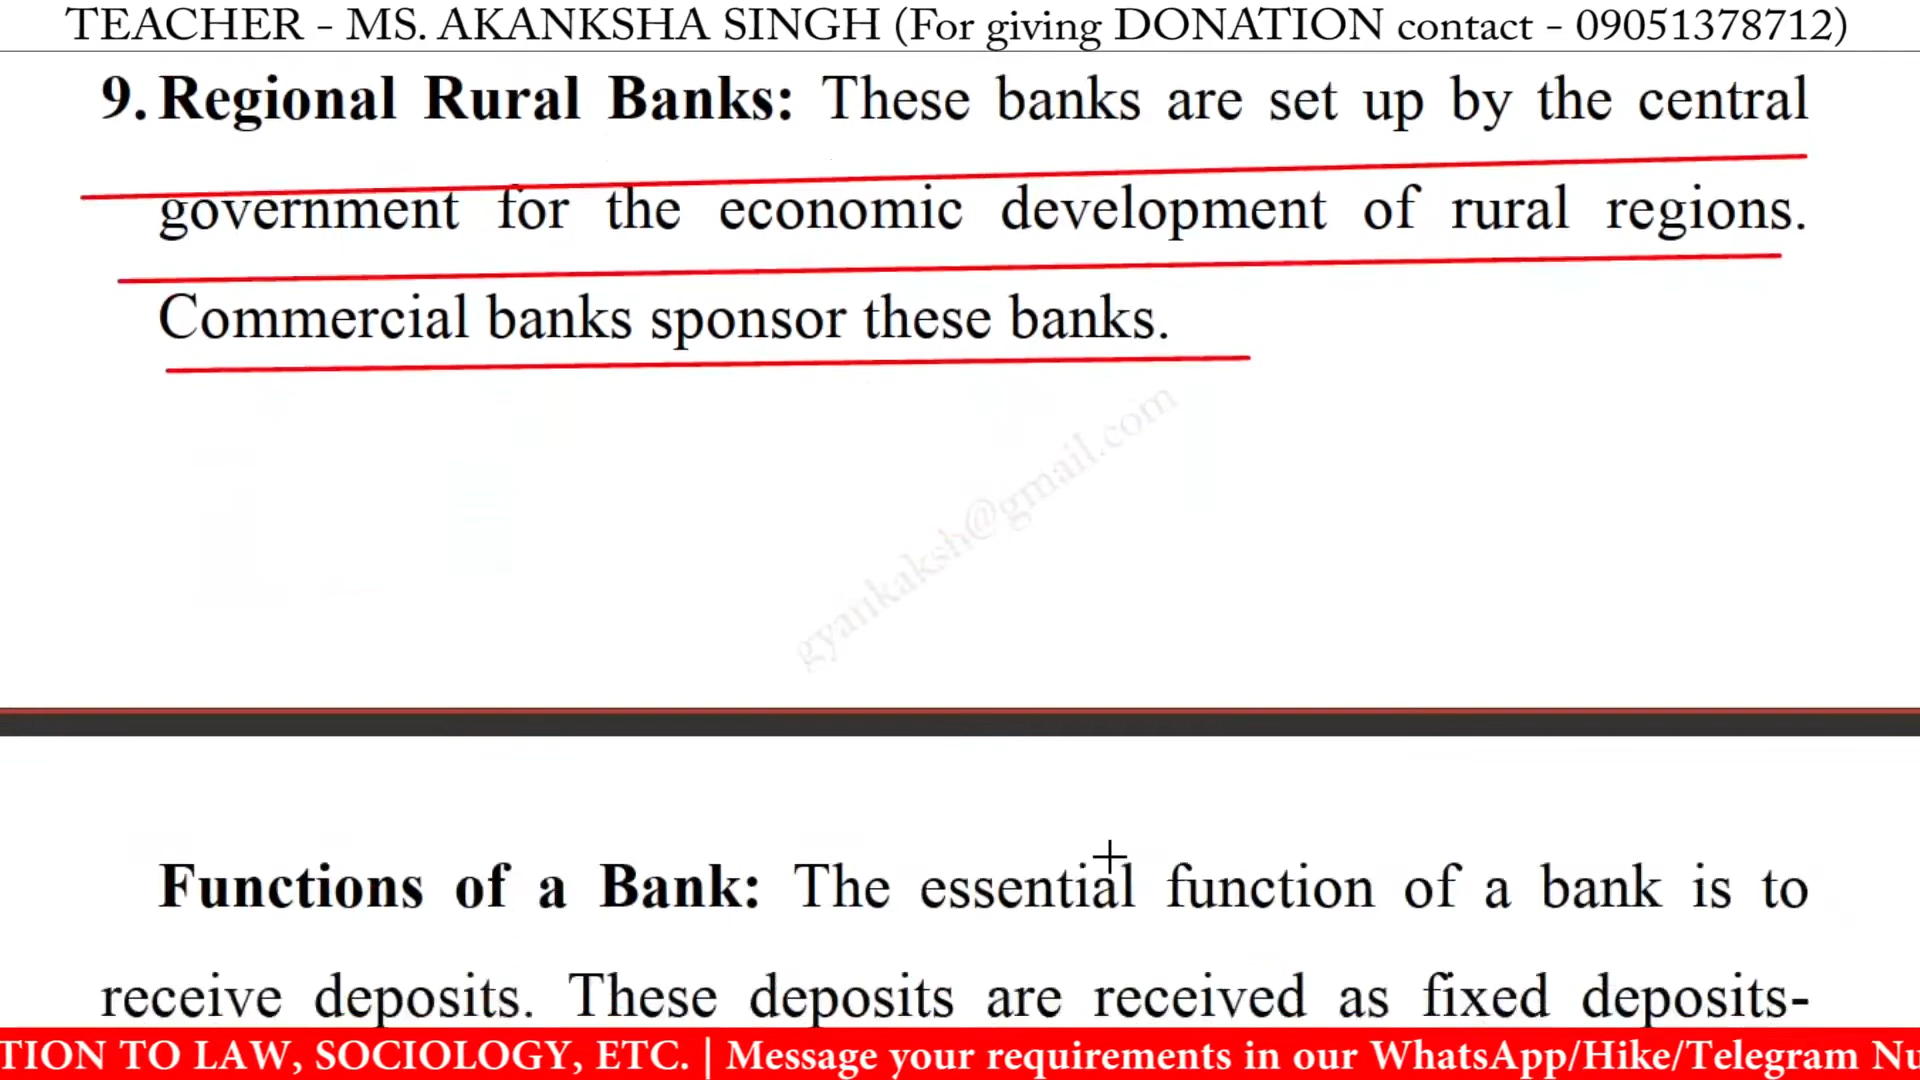 TEACHER - MS. AKANKSHA SINGH (For giving DONATION contact - 09051378712)
9. Regional Rural Banks: These banks are set up by the central
government for the economic development of rural regions.
Commercial banks sponsor these banks.
gyankaksh@gmail.com
Functions of a Bank: The essential function of a bank is to
receive deposits. These deposits are received as fixed deposits-
TION TO LAW, SOCIOLOGY, ETC. | Message your requirements in our WhatsApp/Hike/Telegram Nu